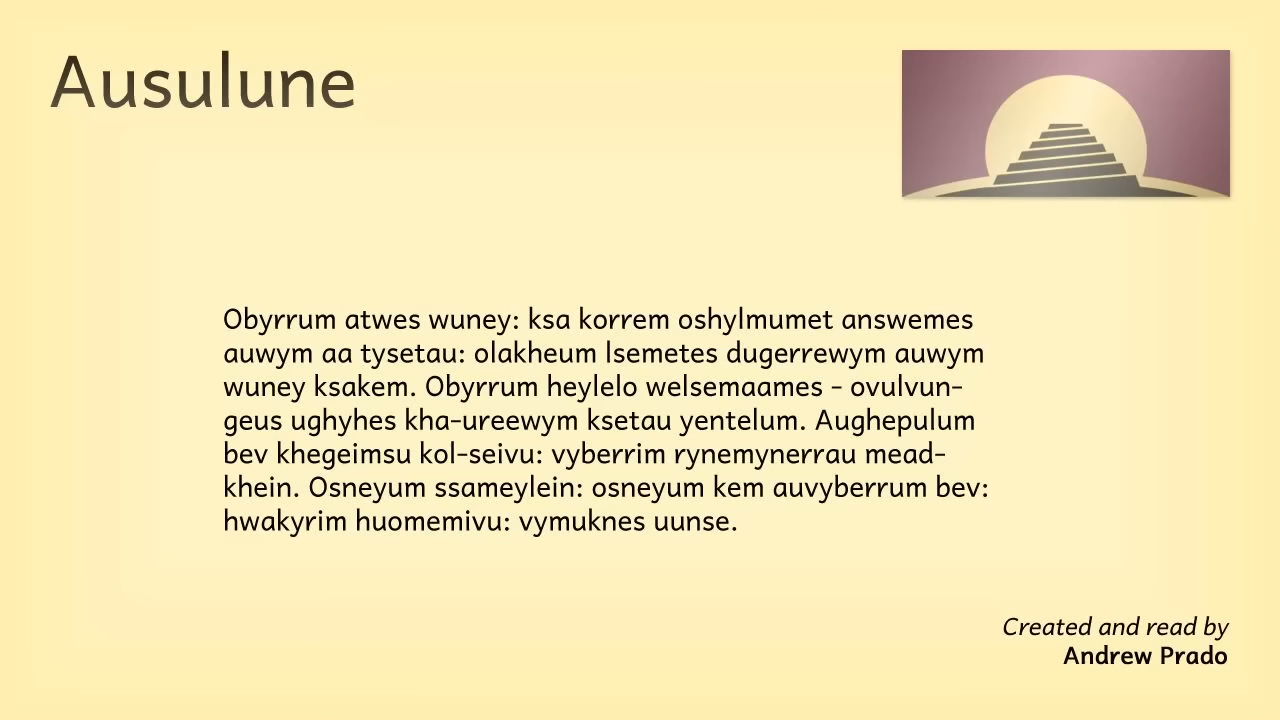 Ausulune
Obyrrum atwes wuney: ksa korrem oshylmumet answemes
auwym aa tysetau: olakheum lsemetes dugerrewym auwym
wuney ksakem. Obyrrum heylelo welsemaames - ovulvun-
geus ughyhes kha-ureewym ksetau yentelum. Aughepulum
bev khegeimsu kol-seivu: vyberrim rynemynerrau mead-
khein. Osneyum ssameylein: osneyum kem auvyberrum bev:
hwakyrim huomemivu: vymuknes uunse.
Created and read by
Andrew Prado